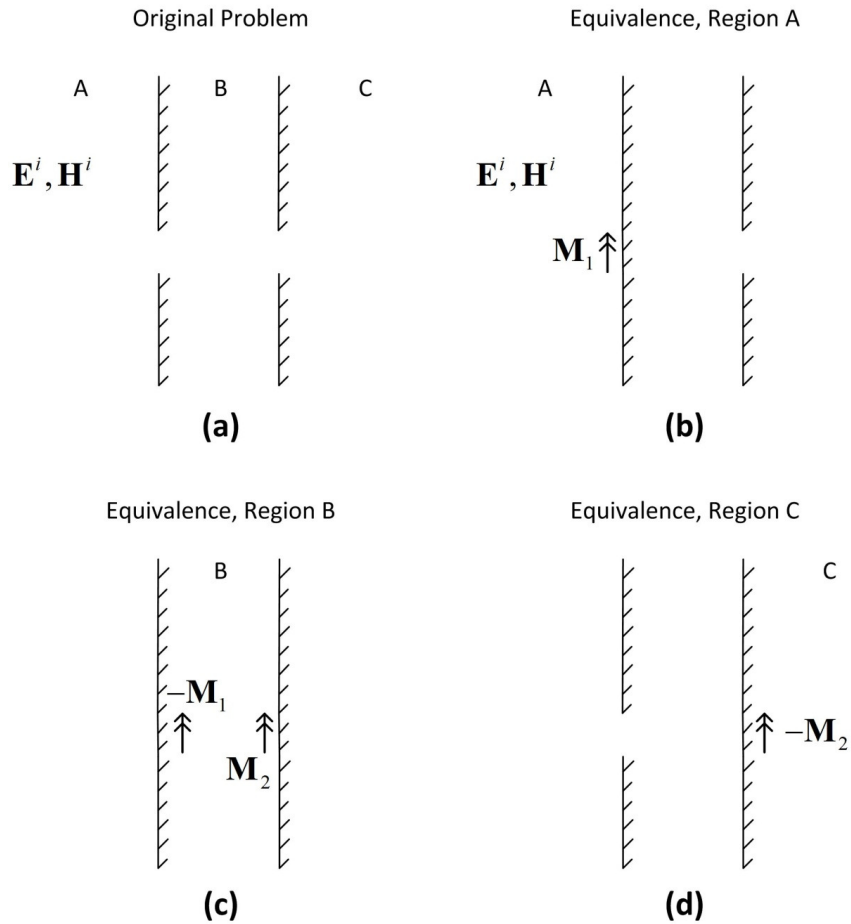 Original Problem
Equivalence, Region A
A
B
C
A
E^i, H^i
E^i, H^i
M_1
(a)
(b)
Equivalence, Region B
Equivalence, Region C
B
C
−M_1
−M_2
M_2
(c)
(d)